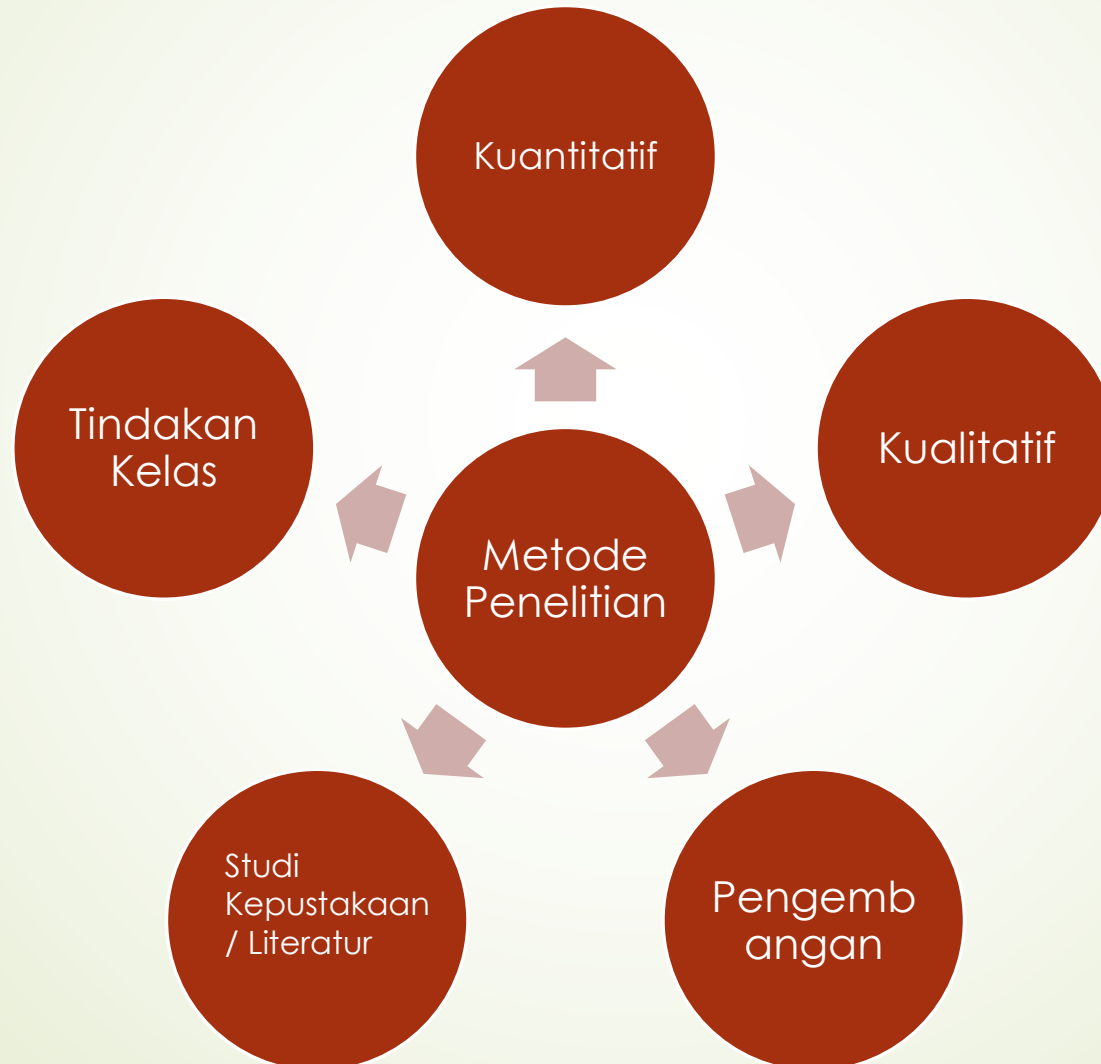 Kuantitatif
Tindakan
Kelas
Kualitatif
Metode
Penelitian
Studi
Kepustakaan
/ Literatur
Pengemb
angan